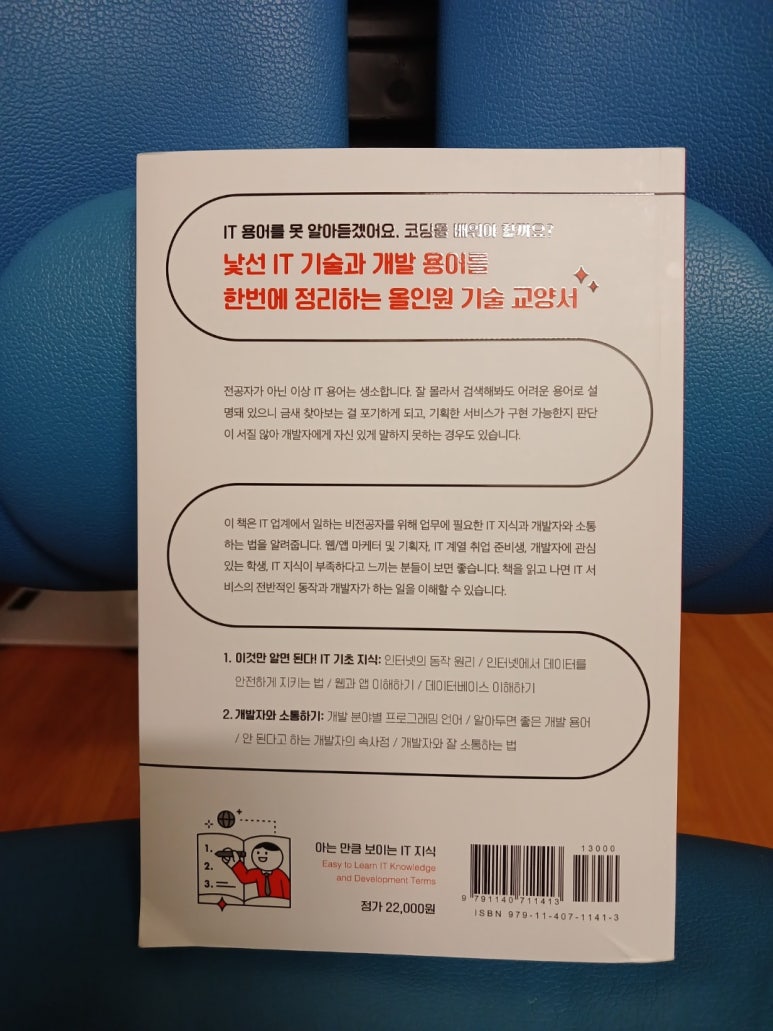 IT 용어를 못 알아듣겠어요. 코딩을 배워야 할까요?
낯선 IT 기술과 개발 용어를
한번에 정리하는 올인원 기술 교양서
전공자가 아닌 이상 IT 용어는 생소합니다. 잘 몰라서 검색해봐도 어려운 용어로 설
명돼 있으니 금새 찾아보는 걸 포기하게 되고, 기획한 서비스가 구현 가능한지 판단
이 서질 않아 개발자에게 자신 있게 말하지 못하는 경우도 있습니다.
이 책은 IT 업계에서 일하는 비전공자를 위해 업무에 필요한 IT 지식과 개발자와 소통
하는 법을 알려줍니다. 웹/앱 마케터 및 기획자, IT 계열 취업 준비생, 개발자에 관심
있는 학생, IT 지식이 부족하다고 느끼는 분들이 보면 좋습니다. 책을 읽고 나면 IT 서
비스의 전반적인 동작과 개발자가 하는 일을 이해할 수 있습니다.
1. 이것만 알면 된다! IT 기초 지식: 인터넷의 동작 원리 / 인터넷에서 데이터를
안전하게 지키는 법 / 웹과 앱 이해하기 / 데이터베이스 이해하기
2. 개발자와 소통하기: 개발 분야별 프로그래밍 언어 / 알아두면 좋은 개발 용어
/ 안 된다고 하는 개발자의 속사정 / 개발자와 잘 소통하는 법
1.
2.
3.
아는 만큼 보이는 IT 지식
Easy to Learn IT Knowledge
and Development Terms
정가 22,000원
13000
9 791140 711413
ISBN 979-11-407-1141-3